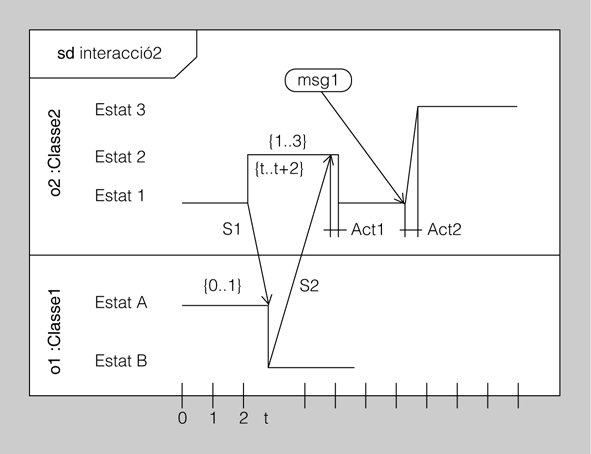 sd interacció2
msg1
o2 :Classe2
Estat 3
Estat 2
Estat 1
{1..3}
{t..t+2}
S1
Act1
Act2
o1 :Classe1
Estat A
Estat B
{0..1}
S2
0 1 2 t